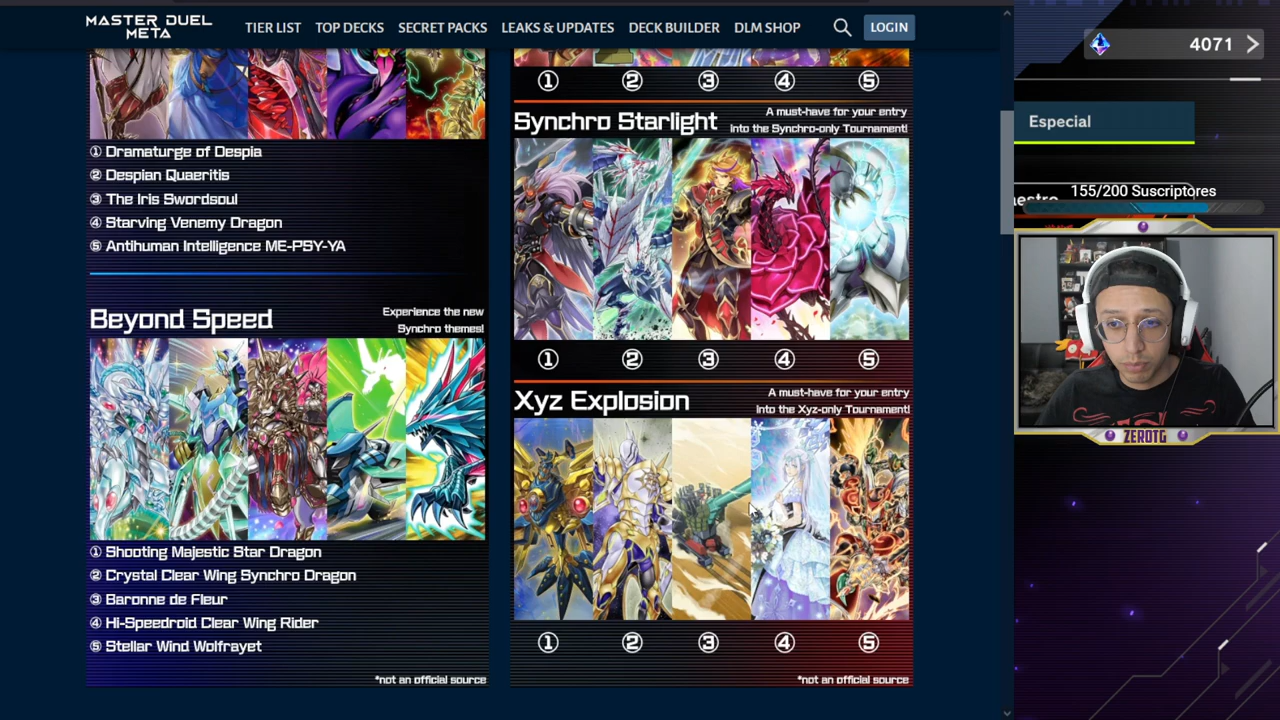 MASTER DUEL
META
TIER LIST
TOP DECKS
SECRET PACKS
LEAKS & UPDATES
DECK BUILDER
DLM SHOP
LOGIN
① Dramaturge of Despia
② Despian Quaeritis
③ The Iris Swordsoul
④ Starving Venemy Dragon
⑤ Antihuman Intelligence ME-PSY-YA
Beyond Speed
Experience the new
Synchro themes!
① Shooting Majestic Star Dragon
② Crystal Clear Wing Synchro Dragon
③ Baronne de Fleur
④ Hi-Speedroid Clear Wing Rider
⑤ Stellar Wind Wolfrayet
*not an official source
① ② ③ ④ ⑤
Synchro Starlight
A must-have for your entry
into the Synchro-only Tournament!
① ② ③ ④ ⑤
Xyz Explosion
A must-have for your entry
into the Xyz-only Tournament!
① ② ③ ④ ⑤
*not an official source
4071
Especial
155/200 Suscriptores
ZEROTG